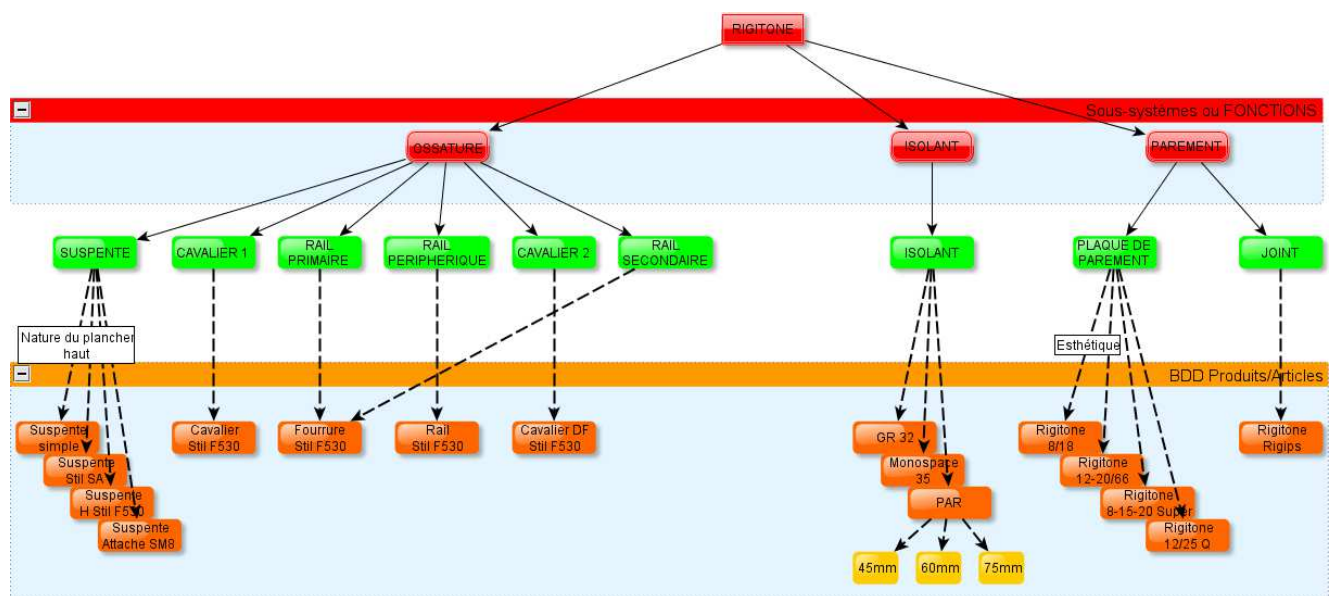 RIGITONE
Sous-systèmes ou FONCTIONS
OSSATURE
ISOLANT
PAREMENT
SUSPENTE
CAVALIER 1
RAIL
PRIMAIRE
RAIL
PERIPHERIQUE
CAVALIER 2
RAIL
SECONDAIRE
ISOLANT
PLAQUE DE
PAREMENT
JOINT
Nature du plancher
haut
Esthétique
BDD Produits/Articles
Suspente
simple
Suspente
Stil SA
Suspente
H Stil F530
Suspente
Attache SM8
Cavalier
Stil F530
Fourrure
Stil F530
Rail
Stil F530
Cavalier DF
Stil F530
GR 32
Monospace
35
PAR
45mm
60mm
75mm
Rigitone
8/18
Rigitone
12-20/66
Rigitone
8-15-20 Super
Rigitone
12/25 Q
Rigitone
Rigips